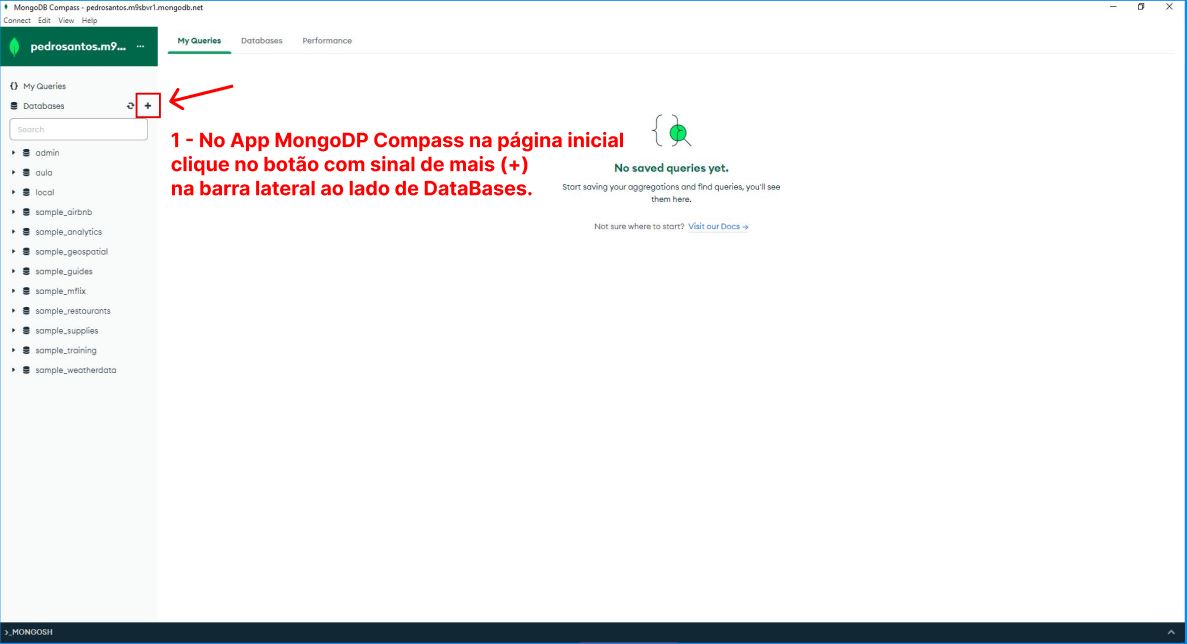 MongoDB Compass - pedrosantos.m9sbvr1.mongodb.net
Connect Edit View Help
pedrosantos.m9... ...
My Queries Databases Performance
{} My Queries
Databases +
Search
admin
aula
local
sample_airbnb
sample_analytics
sample_geospatial
sample_guides
sample_mflix
sample_restaurants
sample_supplies
sample_training
sample_weatherdata
1 - No App MongoDP Compass na página inicial
clique no botão com sinal de mais (+)
na barra lateral ao lado de DataBases.
No saved queries yet.
Start saving your aggregations and find queries, you'll see
them here.
Not sure where to start? Visit our Docs →
>_MONGOSH